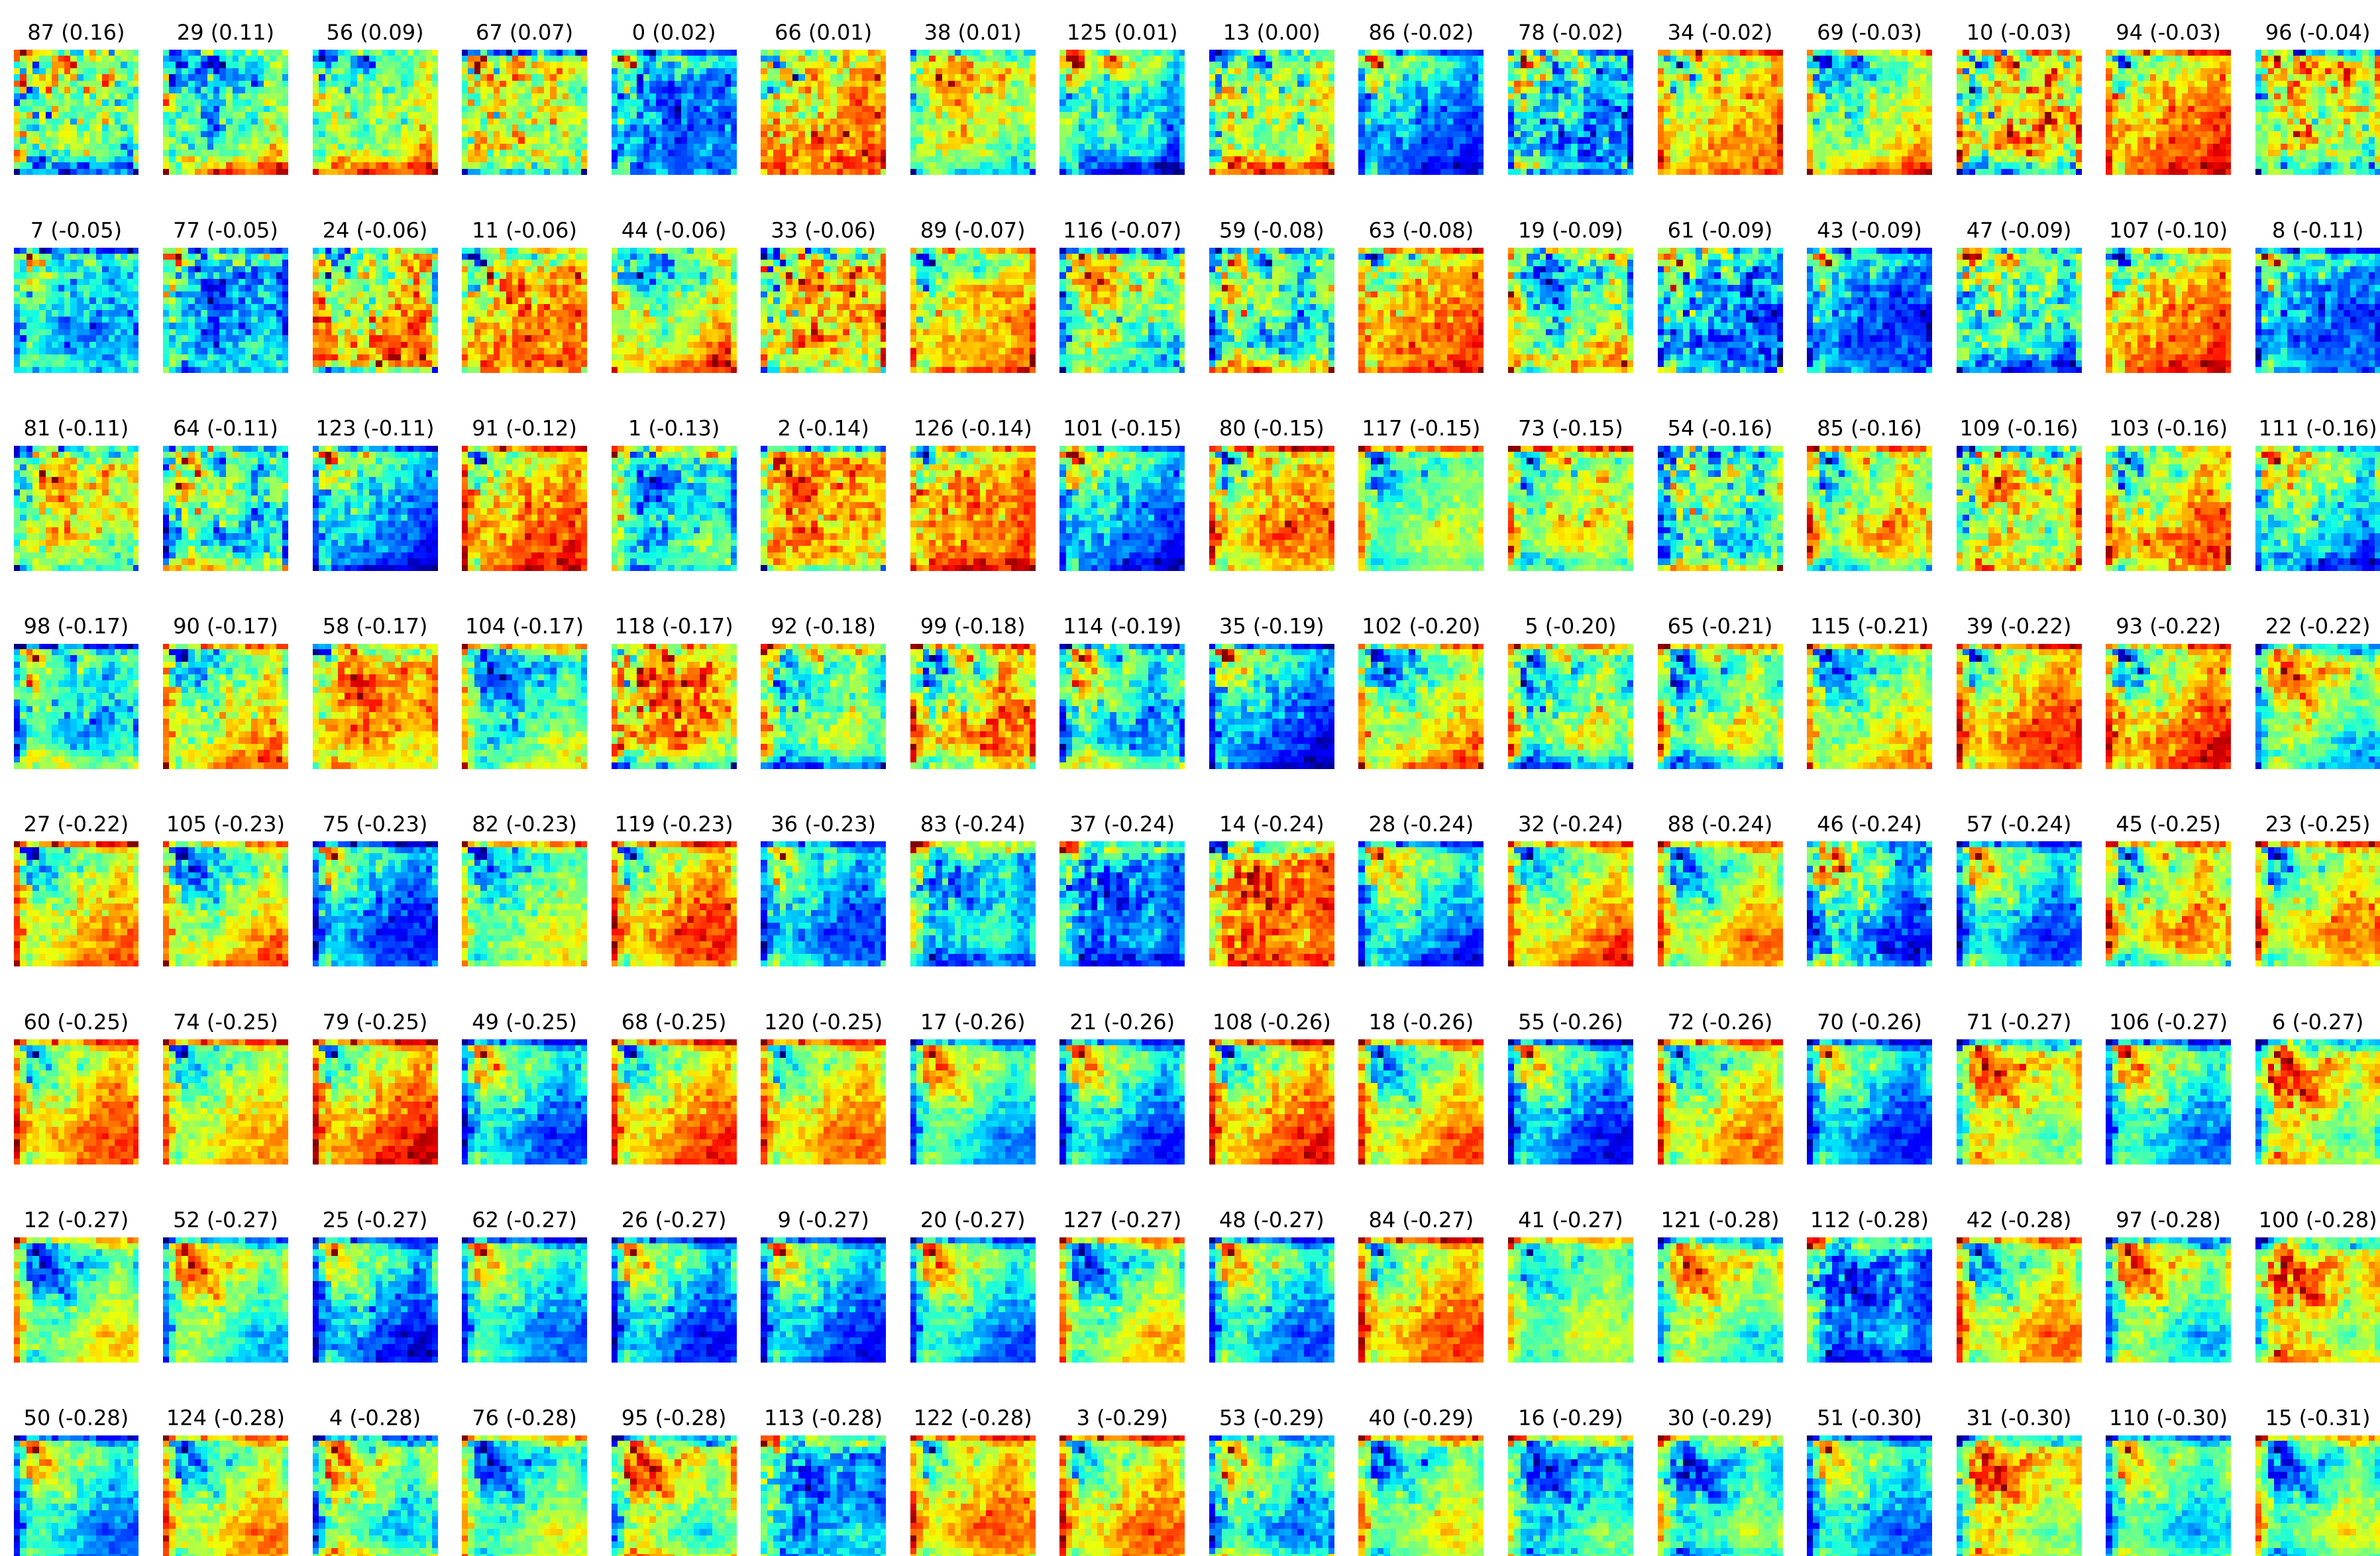 87 (0.16) 29 (0.11) 56 (0.09) 67 (0.07) 0 (0.02) 66 (0.01) 38 (0.01) 125 (0.01) 13 (0.00) 86 (-0.02) 78 (-0.02) 34 (-0.02) 69 (-0.03) 10 (-0.03) 94 (-0.03) 96 (-0.04)
7 (-0.05) 77 (-0.05) 24 (-0.06) 11 (-0.06) 44 (-0.06) 33 (-0.06) 89 (-0.07) 116 (-0.07) 59 (-0.08) 63 (-0.08) 19 (-0.09) 61 (-0.09) 43 (-0.09) 47 (-0.09) 107 (-0.10) 8 (-0.11)
81 (-0.11) 64 (-0.11) 123 (-0.11) 91 (-0.12) 1 (-0.13) 2 (-0.14) 126 (-0.14) 101 (-0.15) 80 (-0.15) 117 (-0.15) 73 (-0.15) 54 (-0.16) 85 (-0.16) 109 (-0.16) 103 (-0.16) 111 (-0.16)
98 (-0.17) 90 (-0.17) 58 (-0.17) 104 (-0.17) 118 (-0.17) 92 (-0.18) 99 (-0.18) 114 (-0.19) 35 (-0.19) 102 (-0.20) 5 (-0.20) 65 (-0.21) 115 (-0.21) 39 (-0.22) 93 (-0.22) 22 (-0.22)
27 (-0.22) 105 (-0.23) 75 (-0.23) 82 (-0.23) 119 (-0.23) 36 (-0.23) 83 (-0.24) 37 (-0.24) 14 (-0.24) 28 (-0.24) 32 (-0.24) 88 (-0.24) 46 (-0.24) 57 (-0.24) 45 (-0.25) 23 (-0.25)
60 (-0.25) 74 (-0.25) 79 (-0.25) 49 (-0.25) 68 (-0.25) 120 (-0.25) 17 (-0.26) 21 (-0.26) 108 (-0.26) 18 (-0.26) 55 (-0.26) 72 (-0.26) 70 (-0.26) 71 (-0.27) 106 (-0.27) 6 (-0.27)
12 (-0.27) 52 (-0.27) 25 (-0.27) 62 (-0.27) 26 (-0.27) 9 (-0.27) 20 (-0.27) 127 (-0.27) 48 (-0.27) 84 (-0.27) 41 (-0.27) 121 (-0.28) 112 (-0.28) 42 (-0.28) 97 (-0.28) 100 (-0.28)
50 (-0.28) 124 (-0.28) 4 (-0.28) 76 (-0.28) 95 (-0.28) 113 (-0.28) 122 (-0.28) 3 (-0.29) 53 (-0.29) 40 (-0.29) 16 (-0.29) 30 (-0.29) 51 (-0.30) 31 (-0.30) 110 (-0.30) 15 (-0.31)